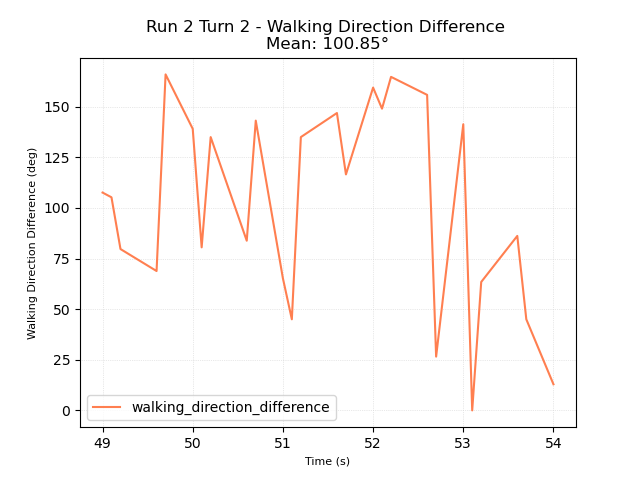 Run 2 Turn 2 - Walking Direction Difference
Mean: 100.85°
Walking Direction Difference (deg)
150
125
100
75
50
25
0
walking_direction_difference
49 50 51 52 53 54
Time (s)